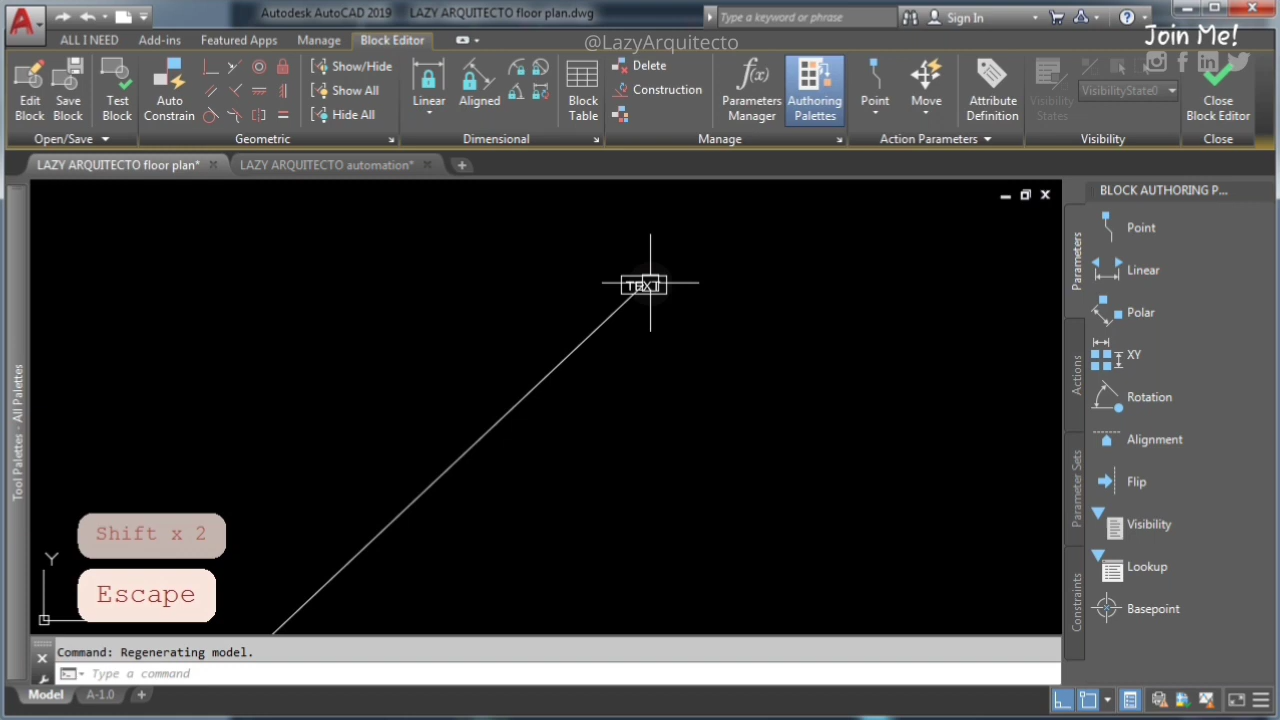 Autodesk AutoCAD 2019 LAZY ARQUITECTO floor plan.dwg
Type a keyword or phrase
Sign In
Join Me!
ALL I NEED
Add-ins
Featured Apps
Manage
Block Editor
@LazyArquitecto
Edit Block
Save Block
Test Block
Auto Constrain
Show/Hide
Show All
Hide All
Linear
Aligned
Block Table
Delete
Construction
Parameters Manager
Authoring Palettes
Point
Move
Attribute Definition
Visibility States
VisibilityState0
Close Block Editor
Open/Save
Geometric
Dimensional
Manage
Action Parameters
Visibility
Close
LAZY ARQUITECTO floor plan*
LAZY ARQUITECTO automation*
BLOCK AUTHORING P...
Parameters
Actions
Parameter Sets
Constraints
Point
Linear
Polar
XY
Rotation
Alignment
Flip
Visibility
Lookup
Basepoint
Tool Palettes - All Palettes
TEXT
Shift x 2
Escape
Y
Command: Regenerating model.
Type a command
Model
A-1.0